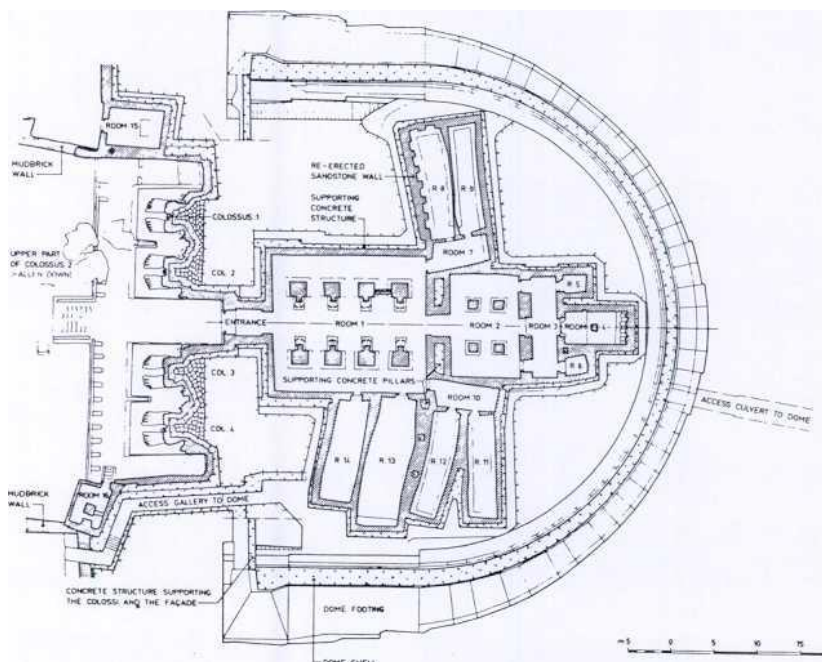 ROOM 15
MUDBRICK
WALL
COLOSSUS 1
UPPER PART
OF COLOSSUS 2
FALLEN DOWN
COL 2
RE-ERECTED
SANDSTONE WALL
SUPPORTING
CONCRETE
STRUCTURE
R 8
R 9
ROOM 7
ENTRANCE
ROOM 1
ROOM 2
ROOM 3
ROOM 4
R 5
R 6
COL 3
SUPPORTING CONCRETE PILLARS
ROOM 10
COL 4
R 14
R 13
R 12
R 11
ACCESS CULVERT TO DOME
ROOM 16
MUDBRICK
WALL
ACCESS GALLERY TO DOME
CONCRETE STRUCTURE SUPPORTING
THE COLOSSI AND THE FAÇADE
DOME FOOTING
DOME SHELL
m 5 0 5 10 15